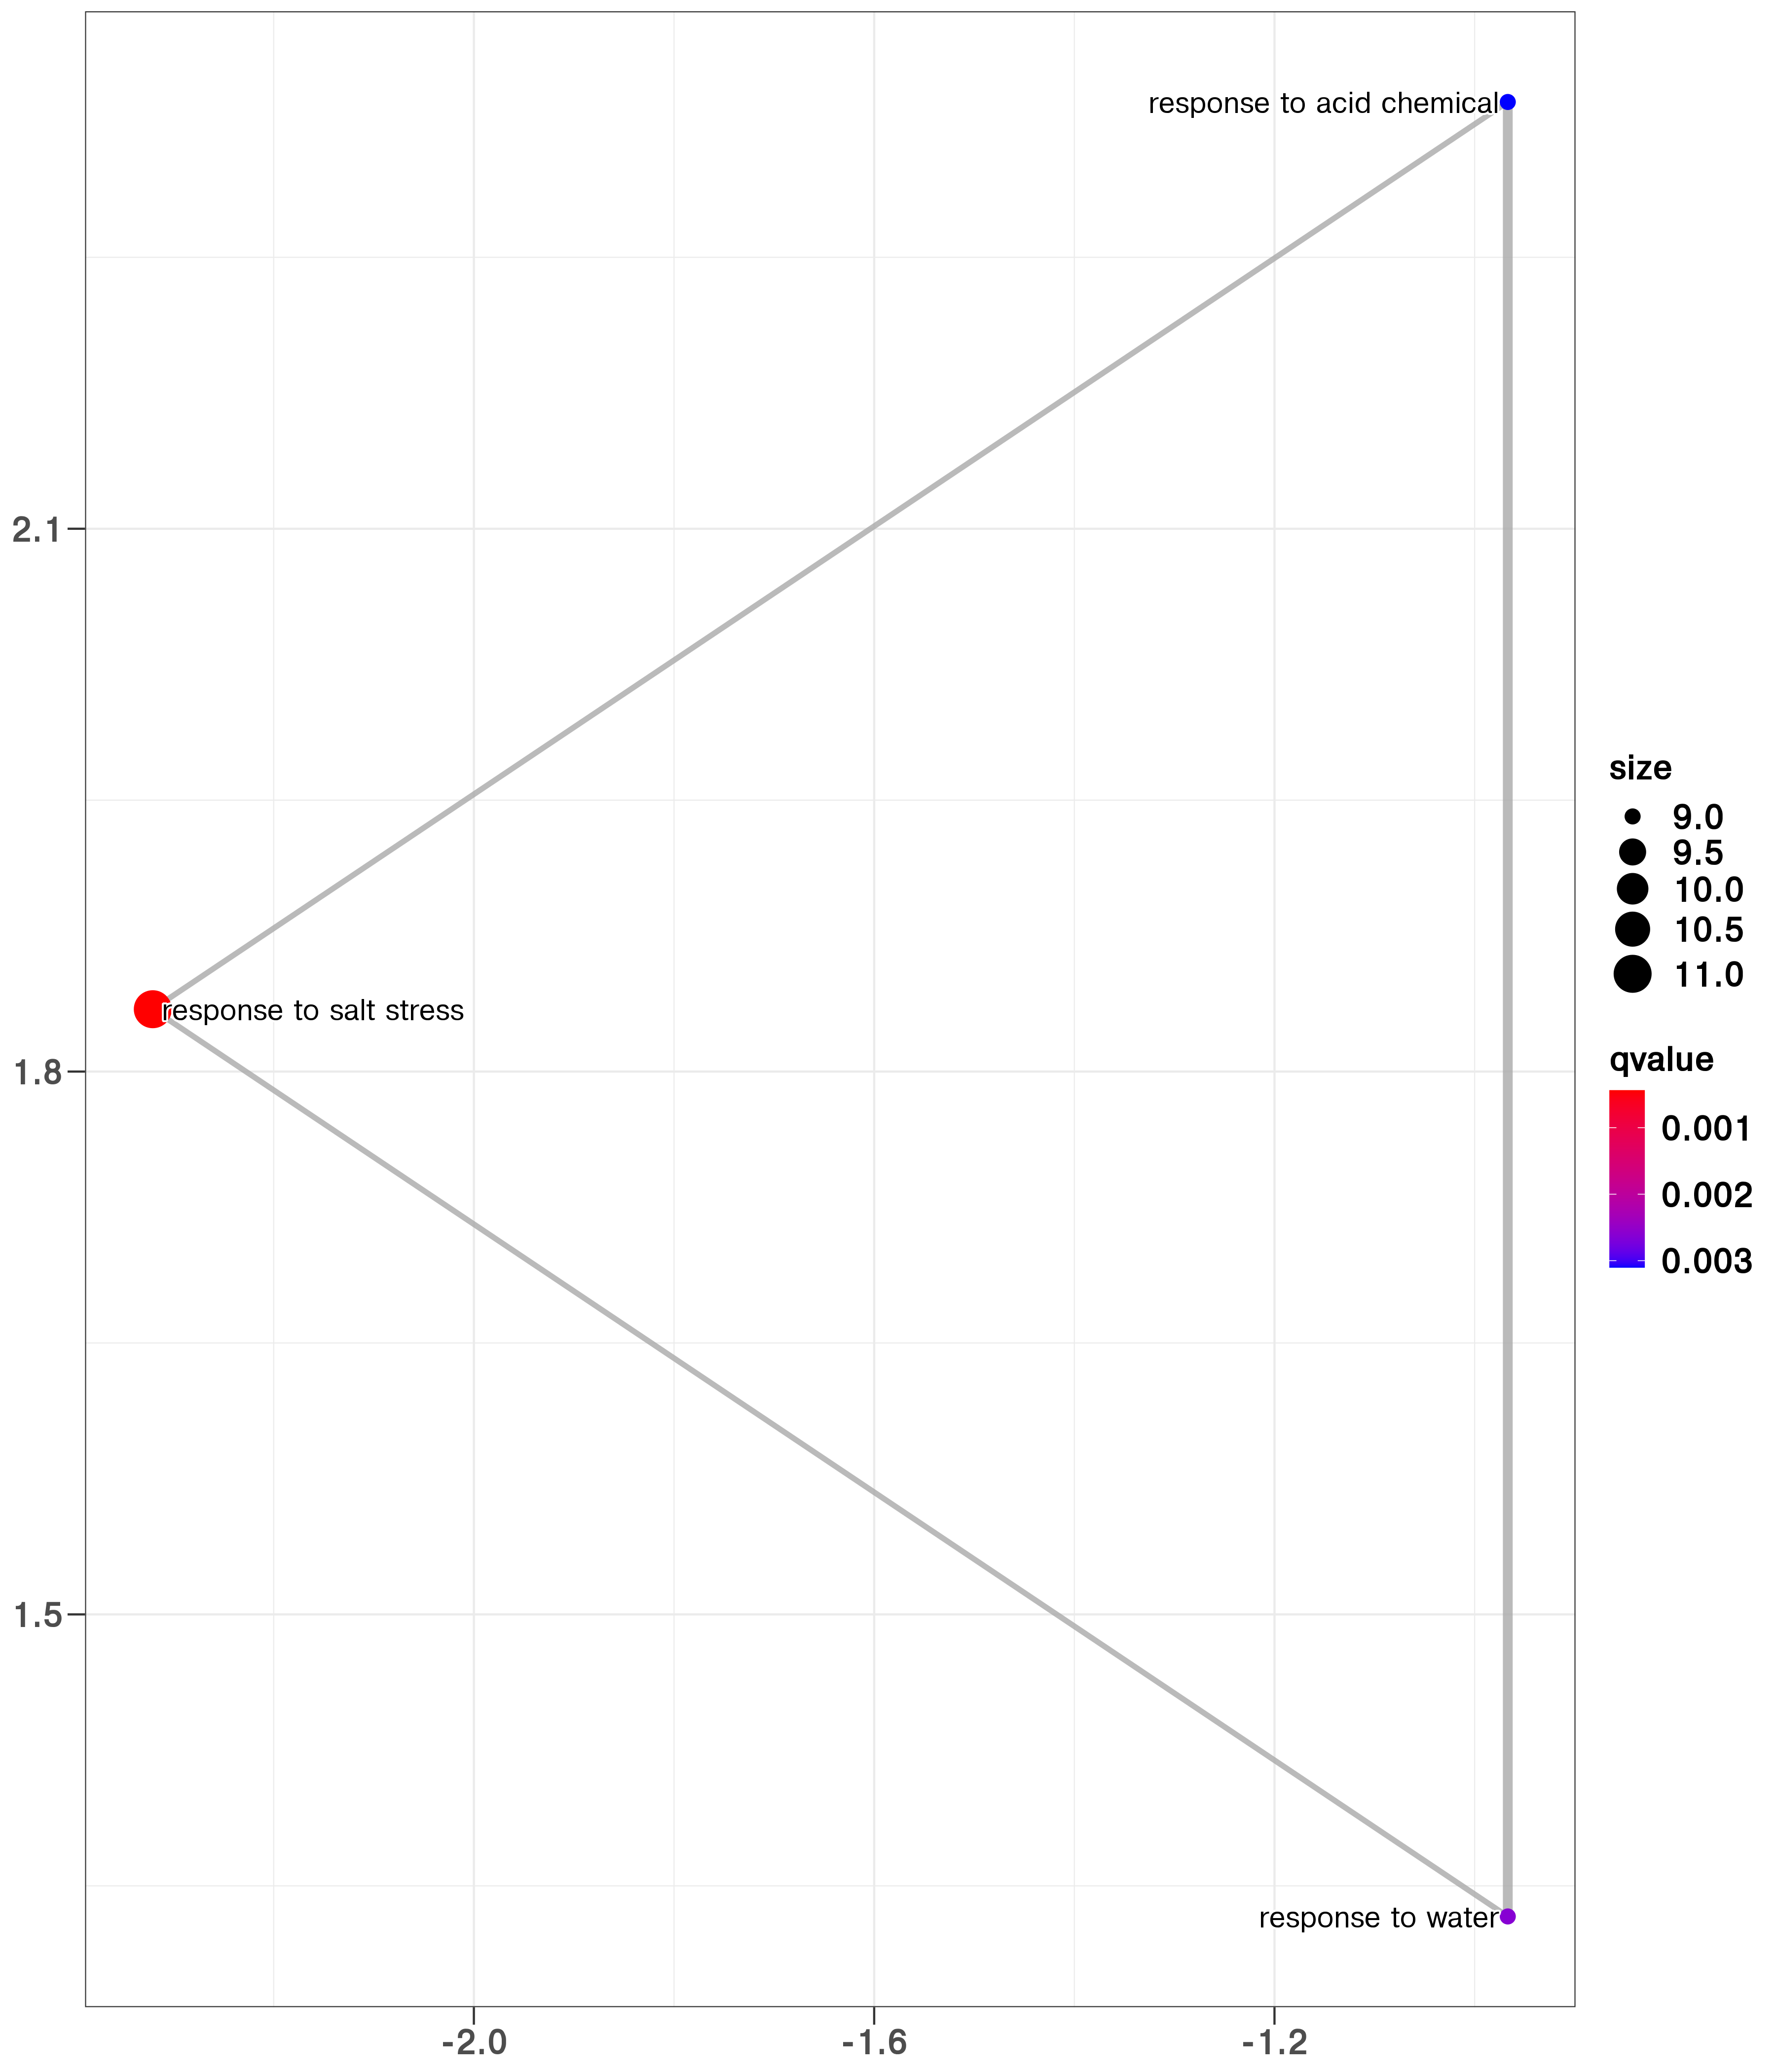 response to acid chemical
2.1
size
9.0
9.5
10.0
10.5
11.0
response to salt stress
1.8
qvalue
0.001
0.002
0.003
1.5
response to water
-2.0
-1.6
-1.2